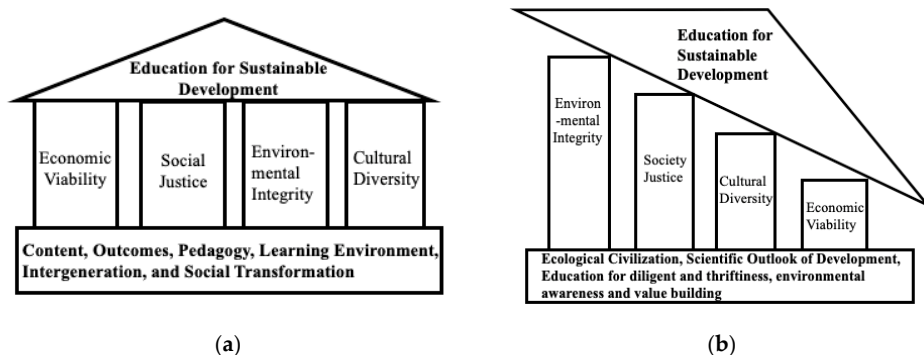 Education for Sustainable
Development
Economic
Viability
Social
Justice
Environ-
mental
Integrity
Cultural
Diversity
Content, Outcomes, Pedagogy, Learning Environment,
Intergeneration, and Social Transformation
(a)
Education for
Sustainable
Development
Environ
-mental
Integrity
Society
Justice
Cultural
Diversity
Economic
Viability
Ecological Civilization, Scientific Outlook of Development,
Education for diligent and thriftiness, environmental
awareness and value building
(b)